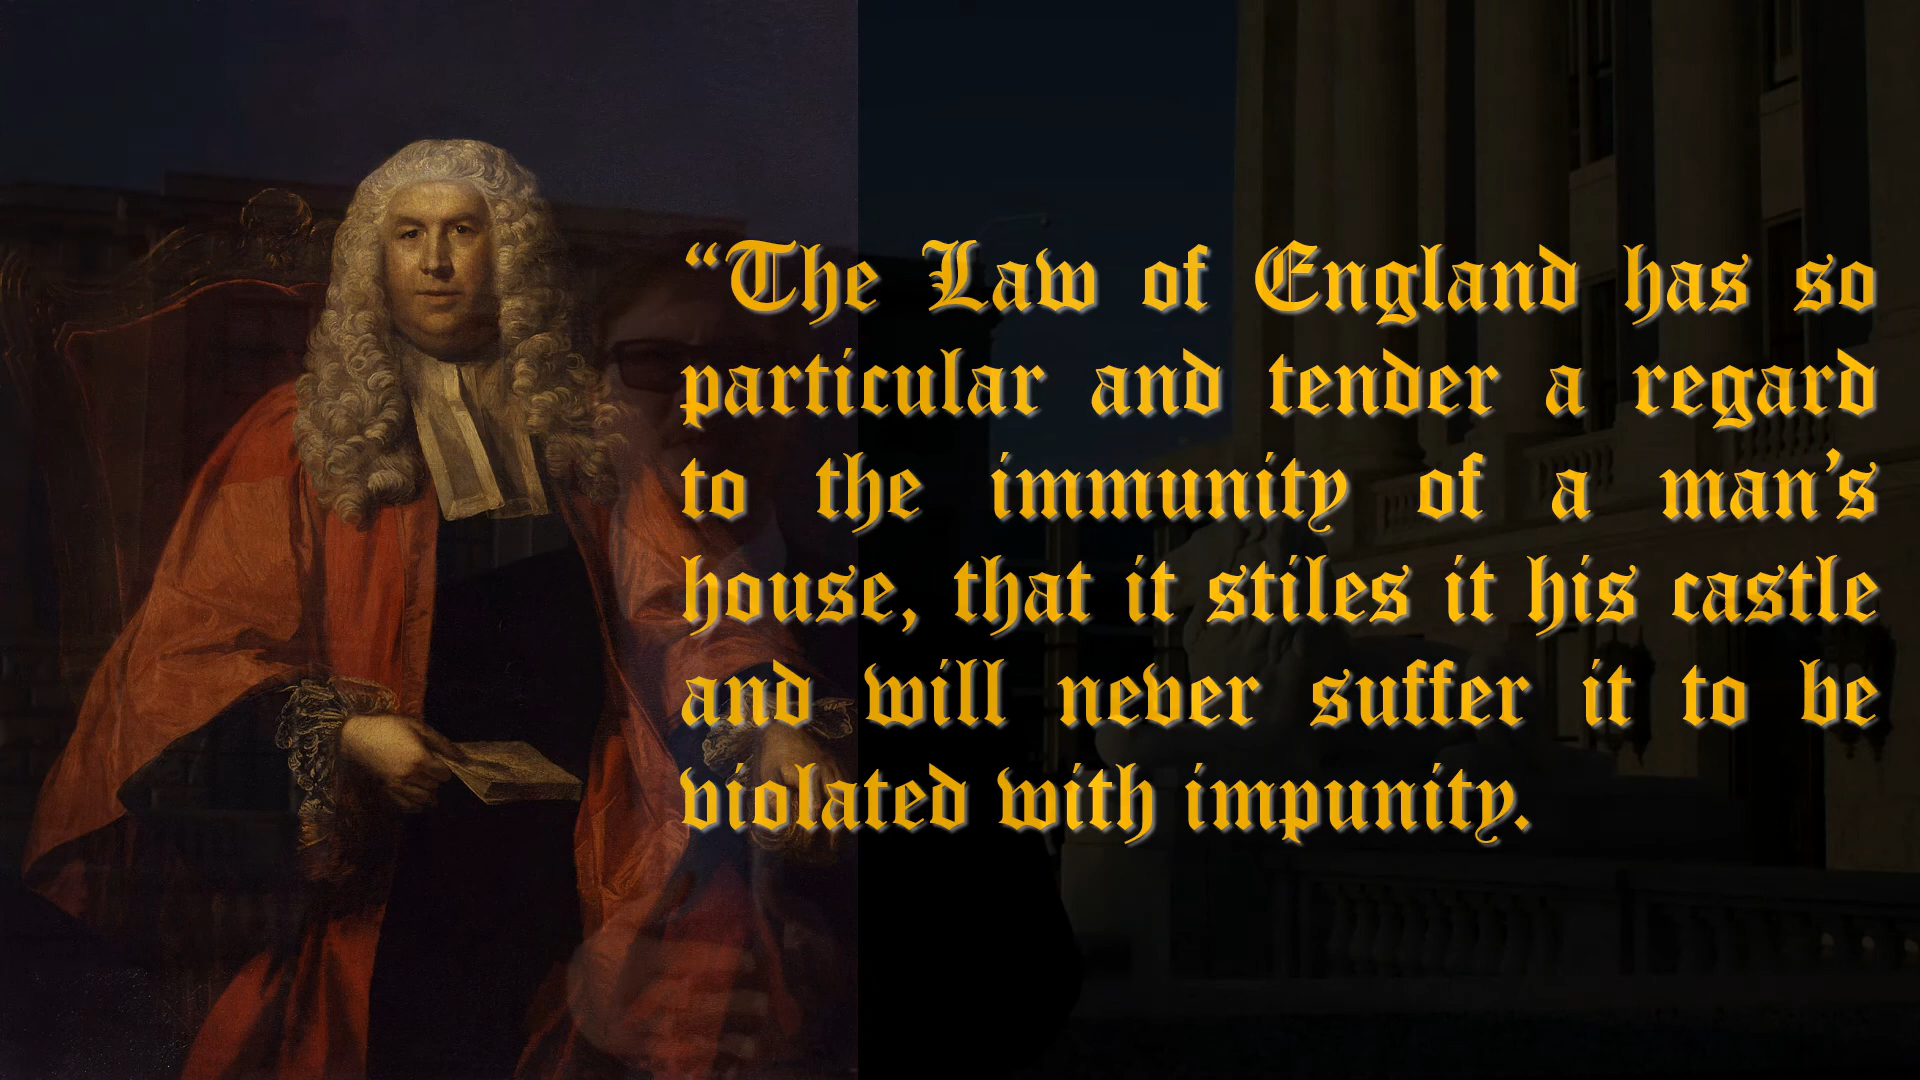 “The Law of England has so
particular and tender a regard
to the immunity of a man’s
house, that it stiles it his castle
and will never suffer it to be
violated with impunity.